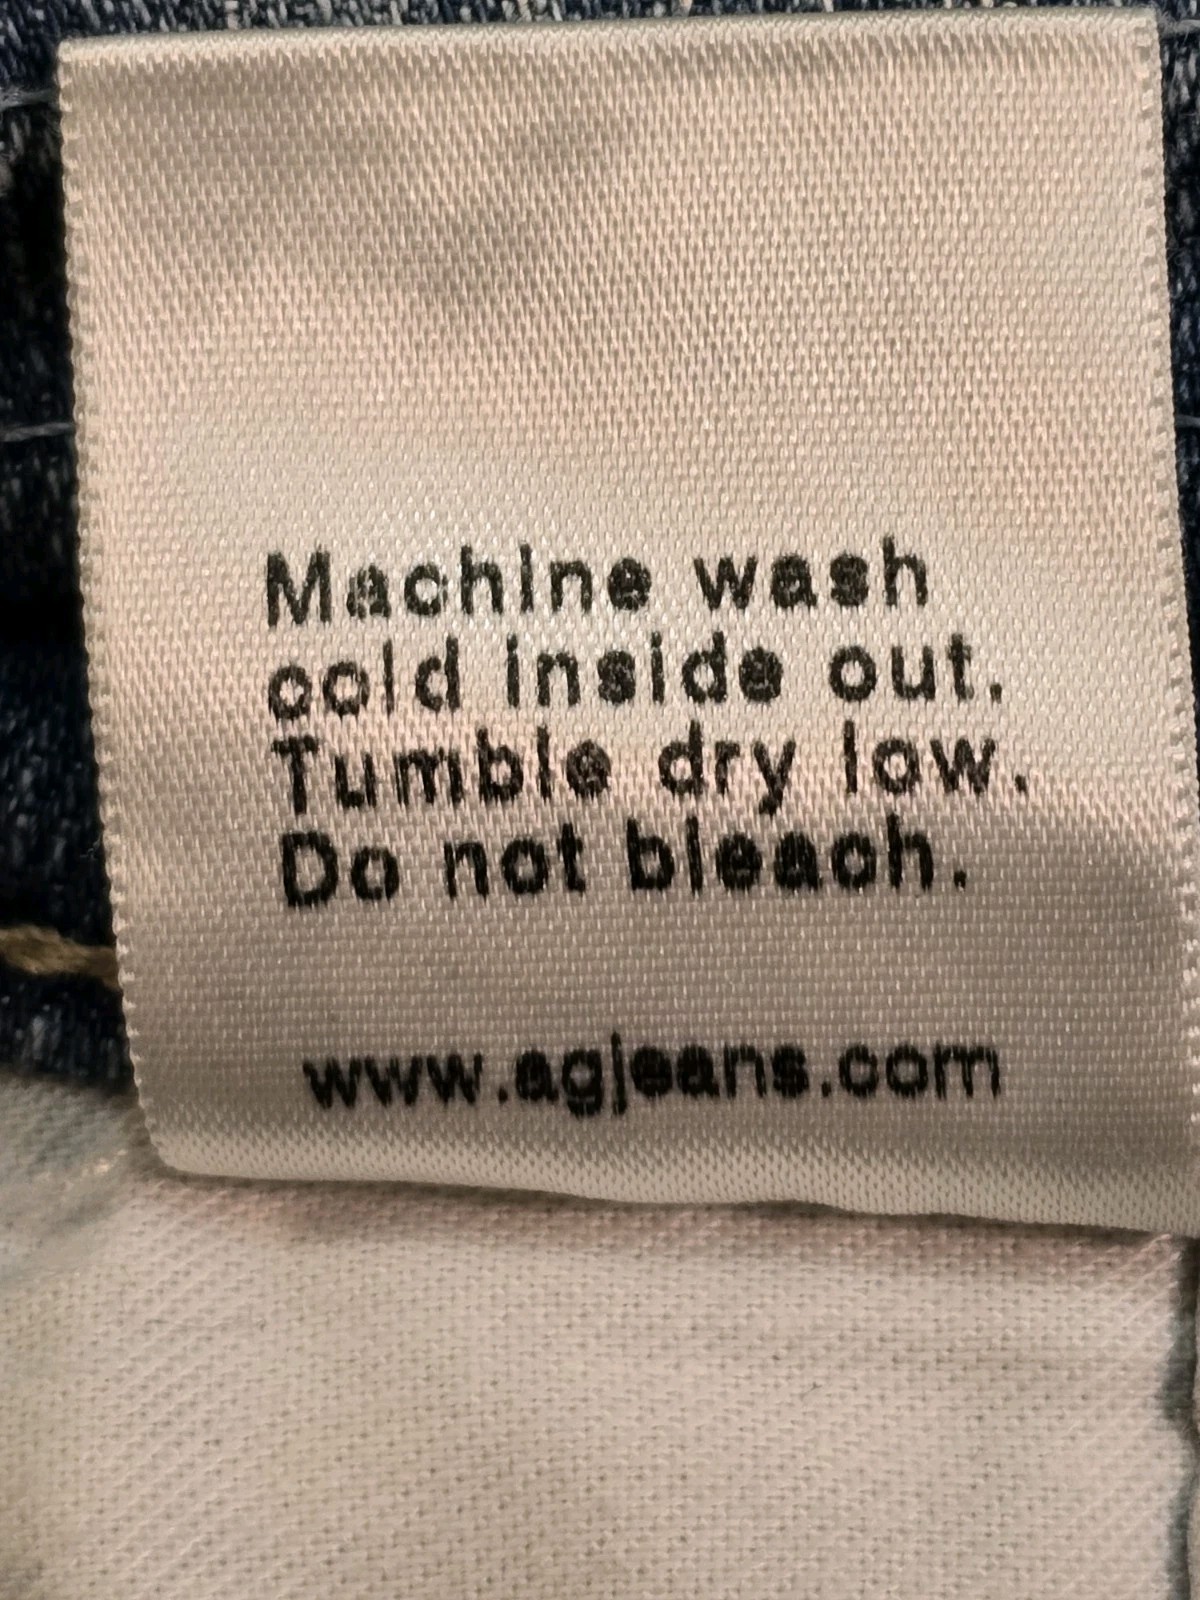 Machine wash
cold inside out.
Tumble dry low.
Do not bleach.
www.agjeans.com